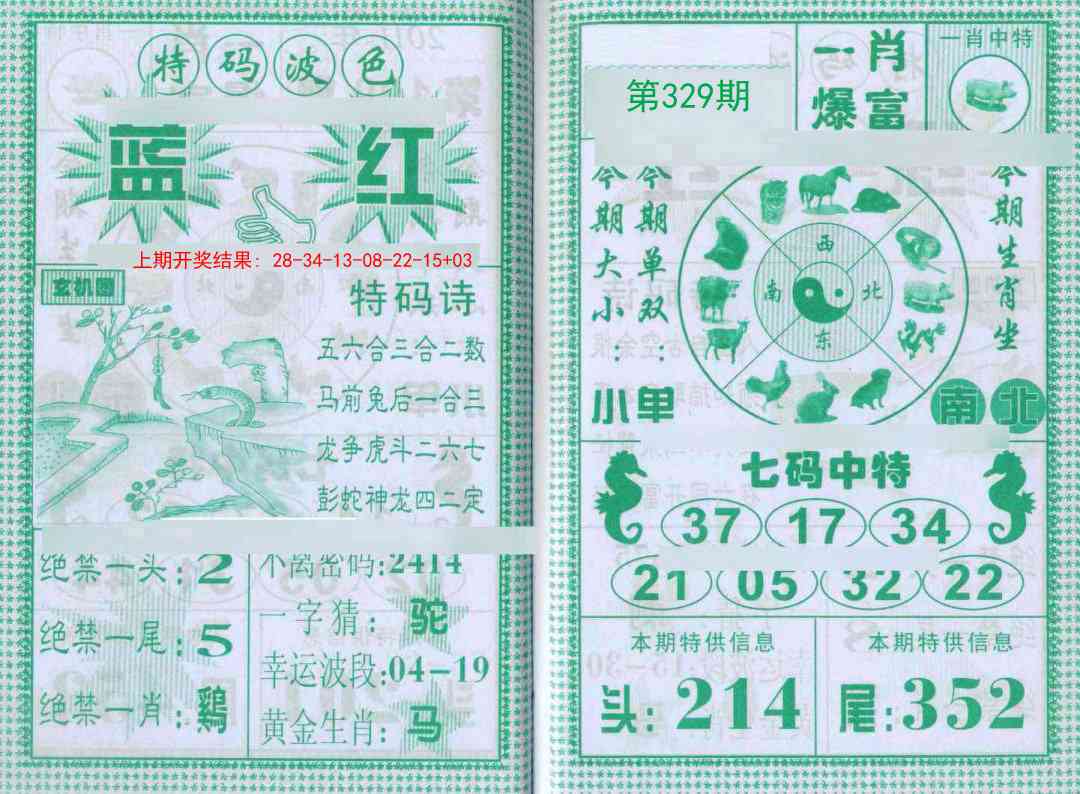 特码波色
蓝 红
上期开奖结果: 28-34-13-08-22-15+03
玄机图
特码诗
五六合三合二数
马前兔后一合三
龙争虎斗二六七
彭蛇神龙四二定
绝禁一头:2
绝禁一尾:5
绝禁一肖:鷄
不离密码:2414
一字猜:驼
幸运波段:04-19
黄金生肖:马
第329期
一肖
爆富
一肖中特
今期大小:
今期单双:
小单
西
南 北
东
今期生肖坐
南北
七码中特
37 17 34
21 05 32 22
本期特供信息
头:214
本期特供信息
尾:352